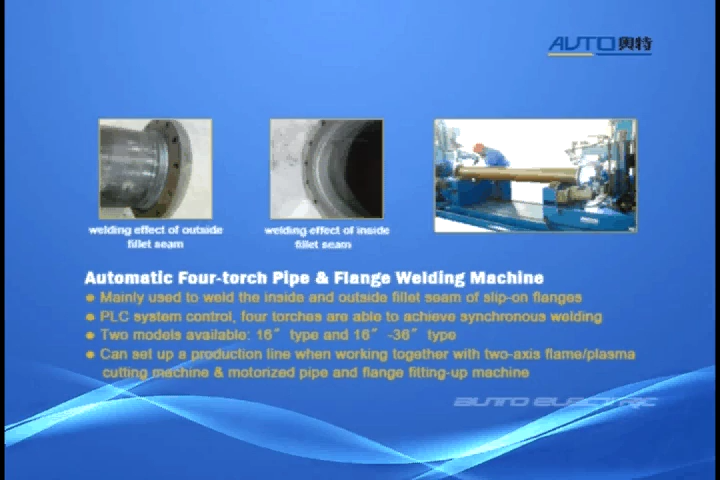 AUTO 奥特
welding effect of outside
fillet seam
welding effect of inside
fillet seam
Automatic Four-torch Pipe & Flange Welding Machine
Mainly used to weld the inside and outside fillet seam of slip-on flanges
PLC system control, four torches are able to achieve synchronous welding
Two models available: 16″ type and 16″ -36″ type
Can set up a production line when working together with two-axis flame/plasma
cutting machine & motorized pipe and flange fitting-up machine
AUTO ELECTRIC